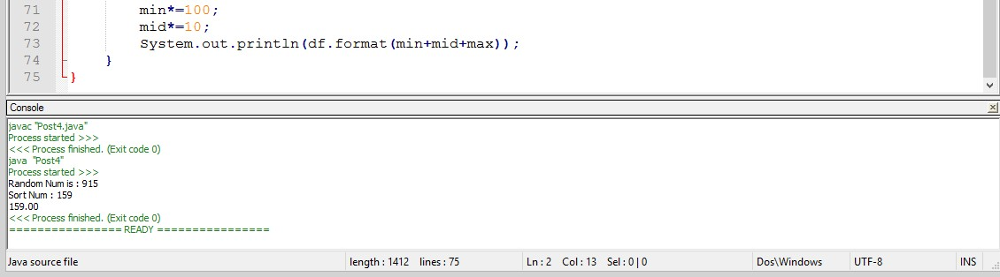 71 min*=100;
72 mid*=10;
73 System.out.println(df.format(min+mid+max));
74 }
75 }
Console
javac "Post4.java"
Process started >>>
<<< Process finished. (Exit code 0)
java "Post4"
Process started >>>
Random Num is : 915
Sort Num : 159
159.00
<<< Process finished. (Exit code 0)
================ READY ================
Java source file length : 1412 lines : 75 Ln : 2 Col : 13 Sel : 0 | 0 Dos\Windows UTF-8 INS